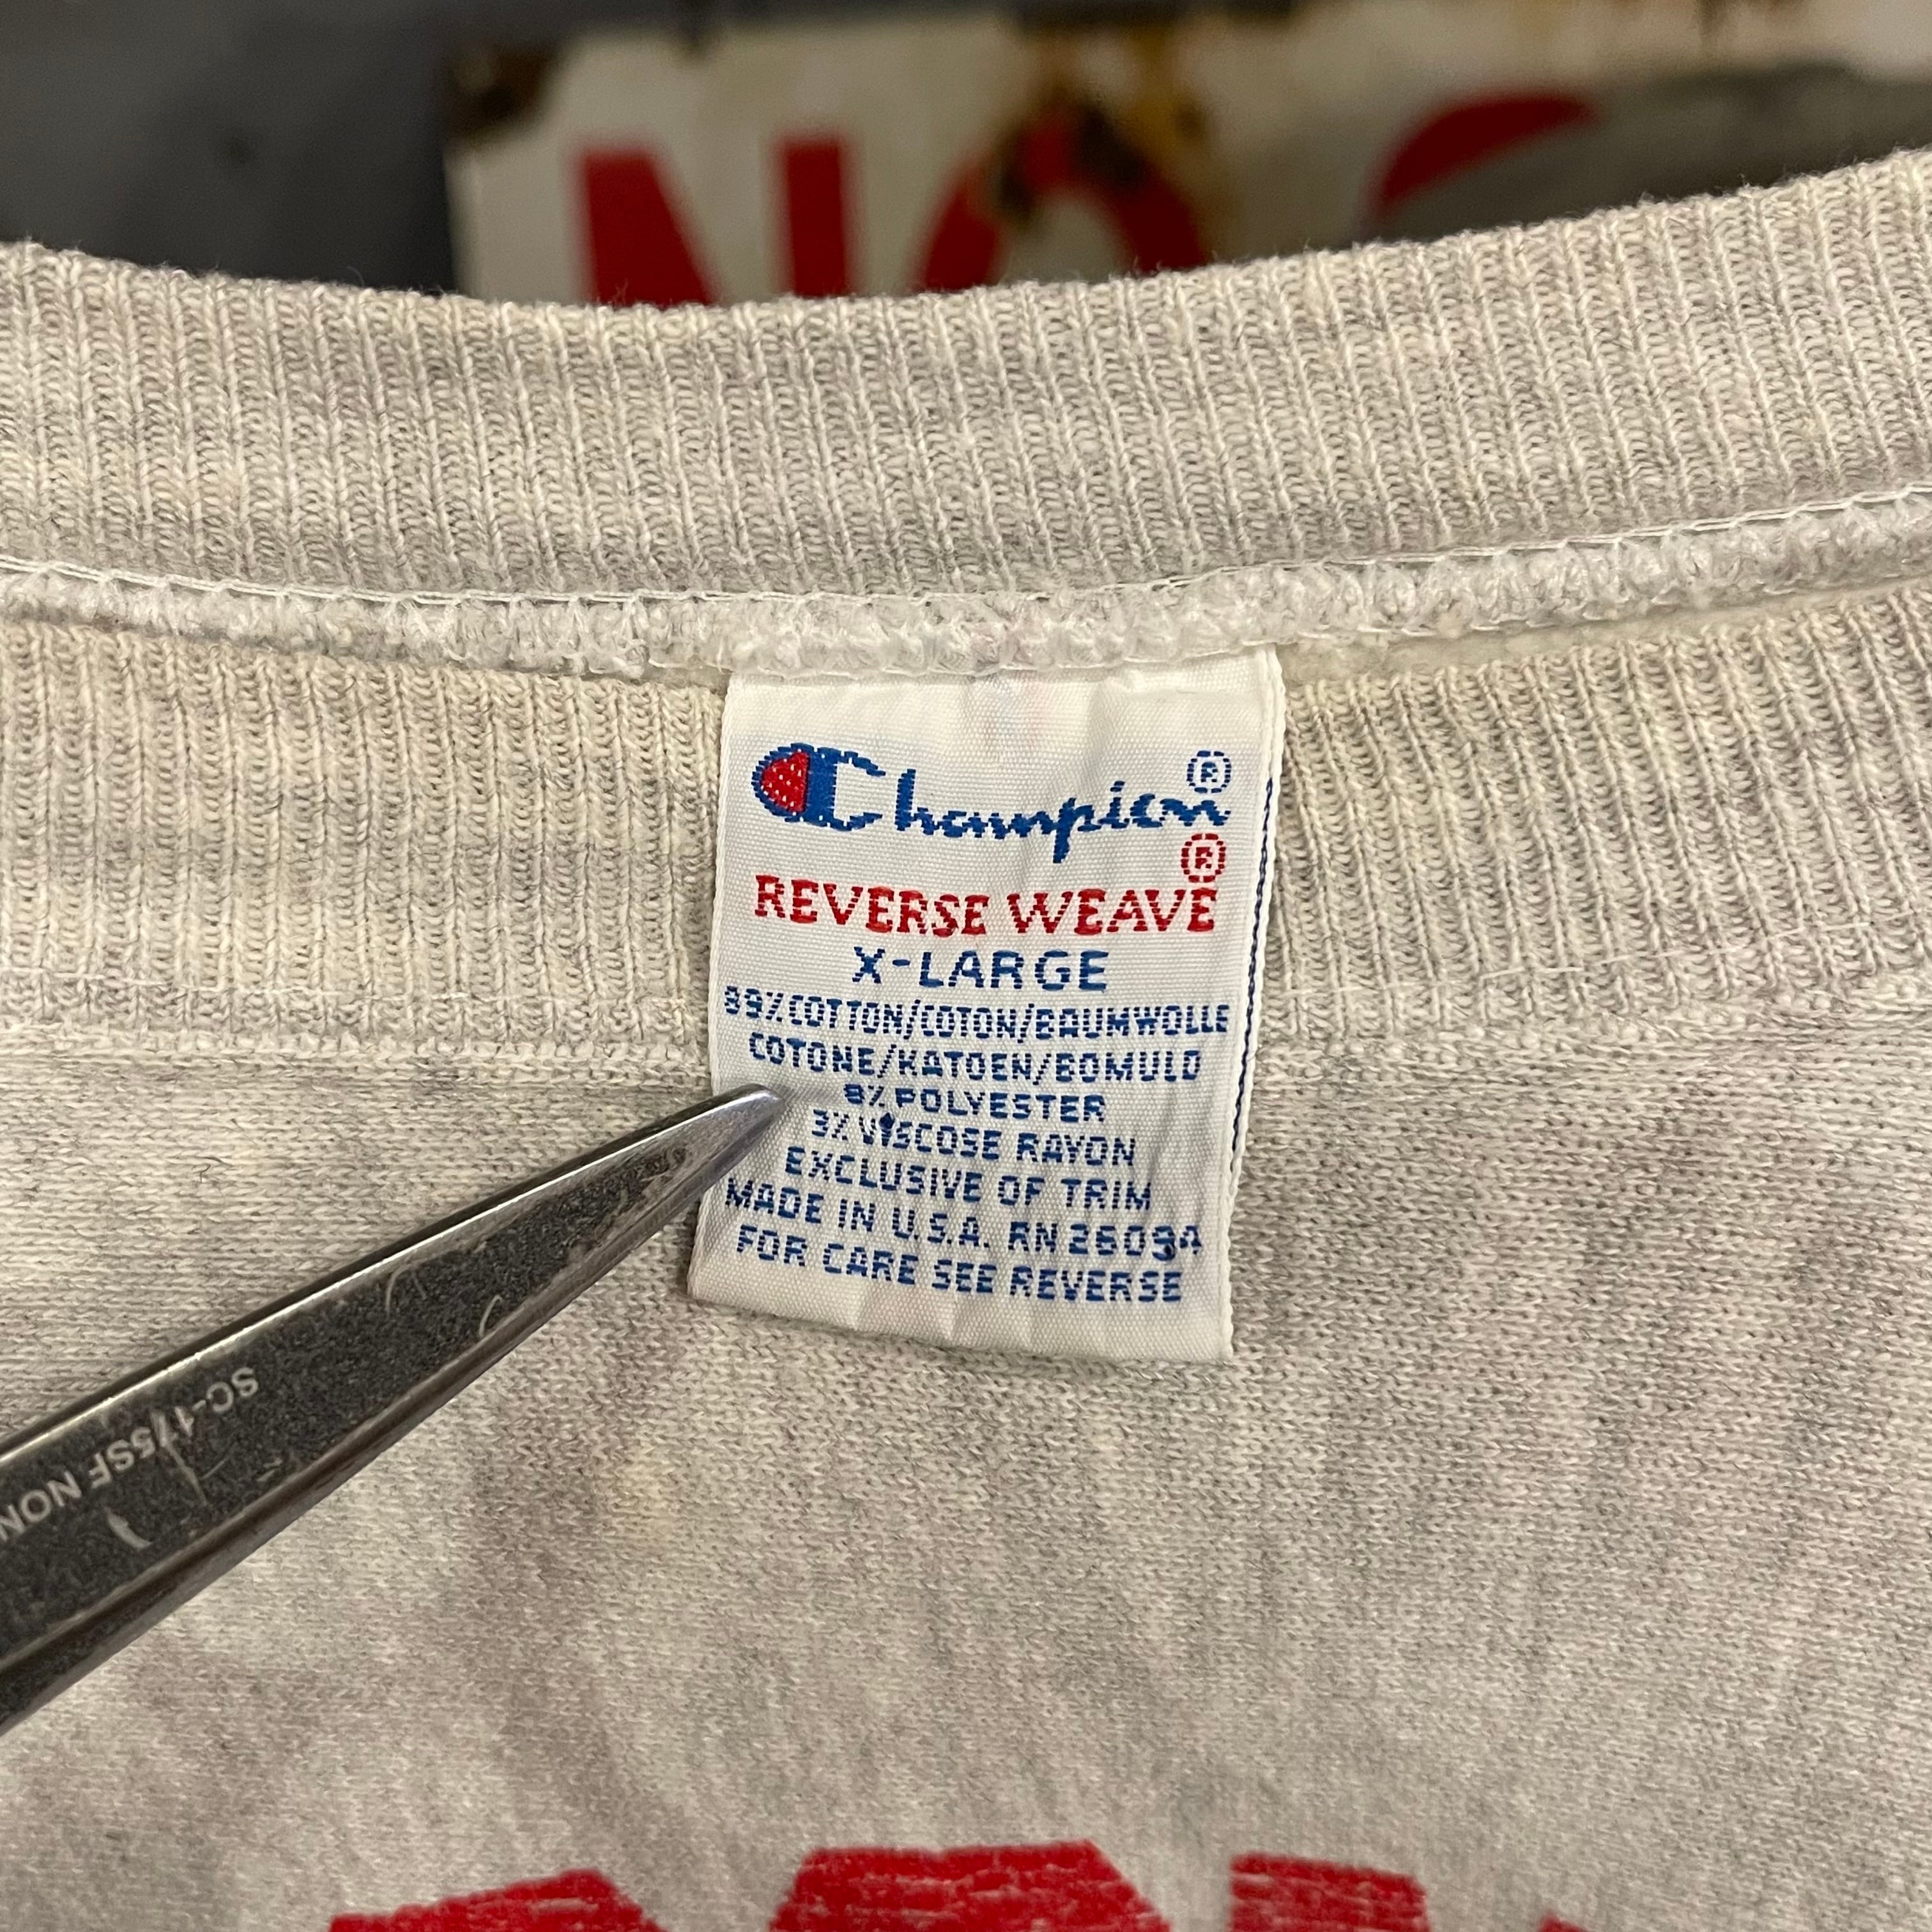 NO
Champion®
REVERSE WEAVE®
X-LARGE
89% COTTON/COTON/BAUMWOLLE
COTONE/KATOEN/BOMULD
8% POLYESTER
3% VISCOSE RAYON
EXCLUSIVE OF TRIM
MADE IN U.S.A. RN 26094
FOR CARE SEE REVERSE
SC-175SF NON